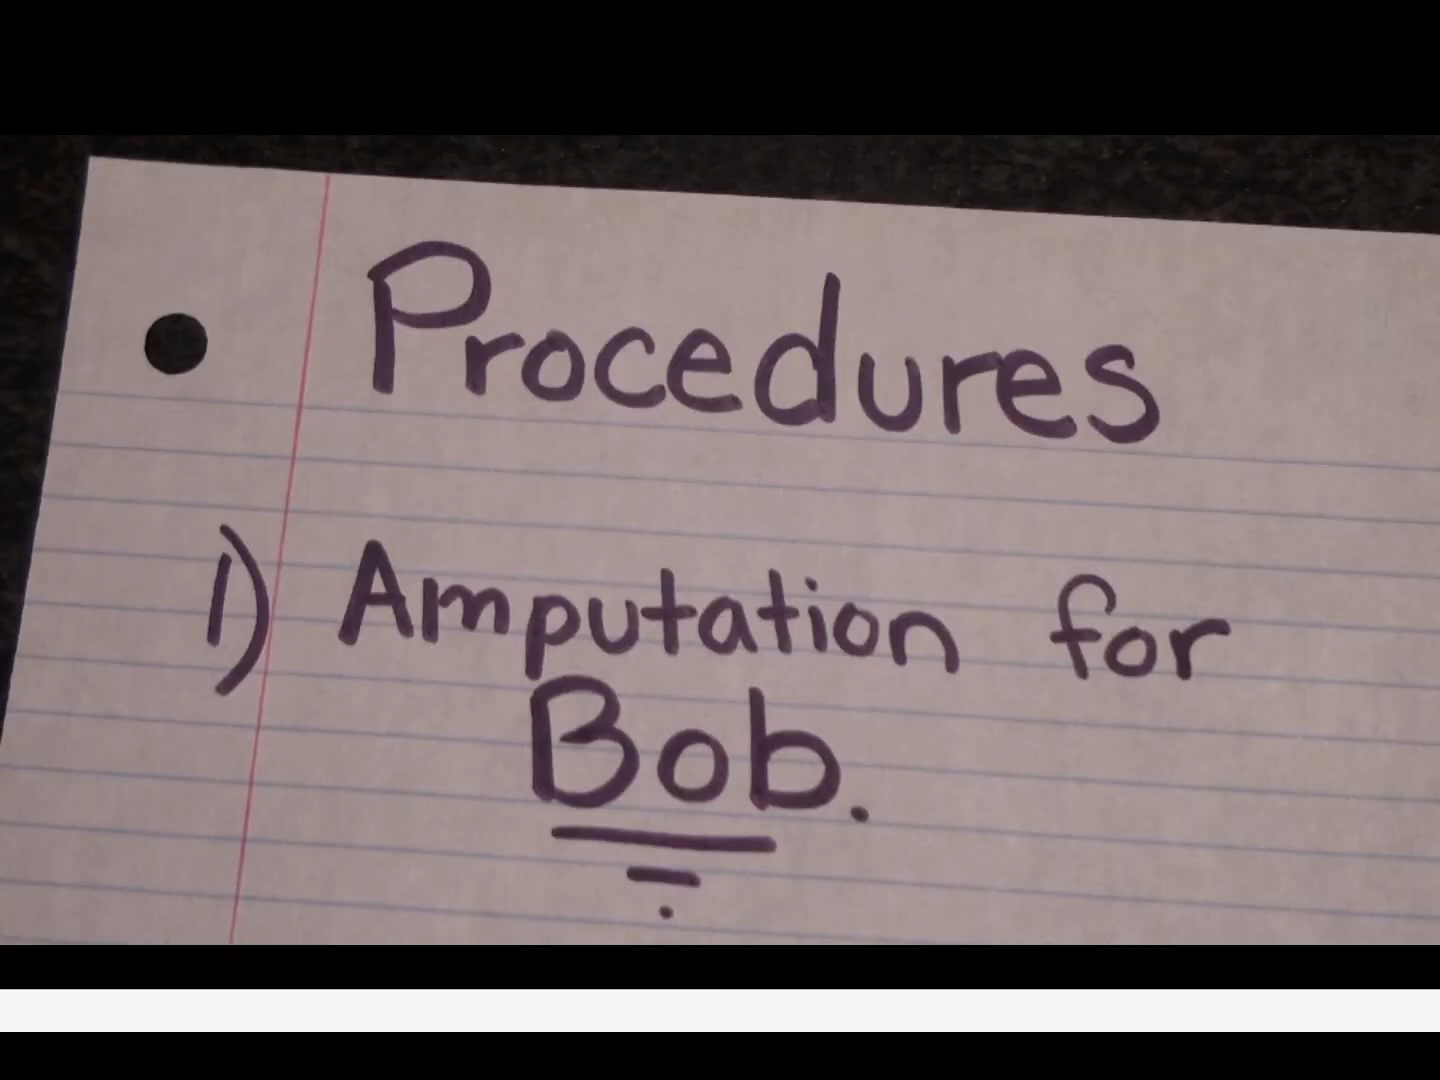 Procedures
1) Amputation for
Bob.